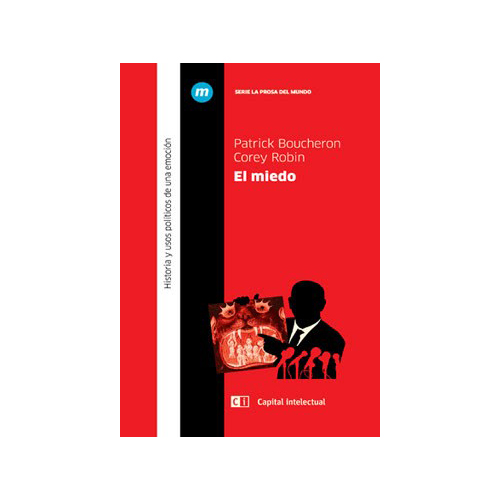 m
SERIE LA PROSA DEL MUNDO
Patrick Boucheron
Corey Robin
El miedo
Historia y usos políticos de una emoción
Ci Capital Intelectual